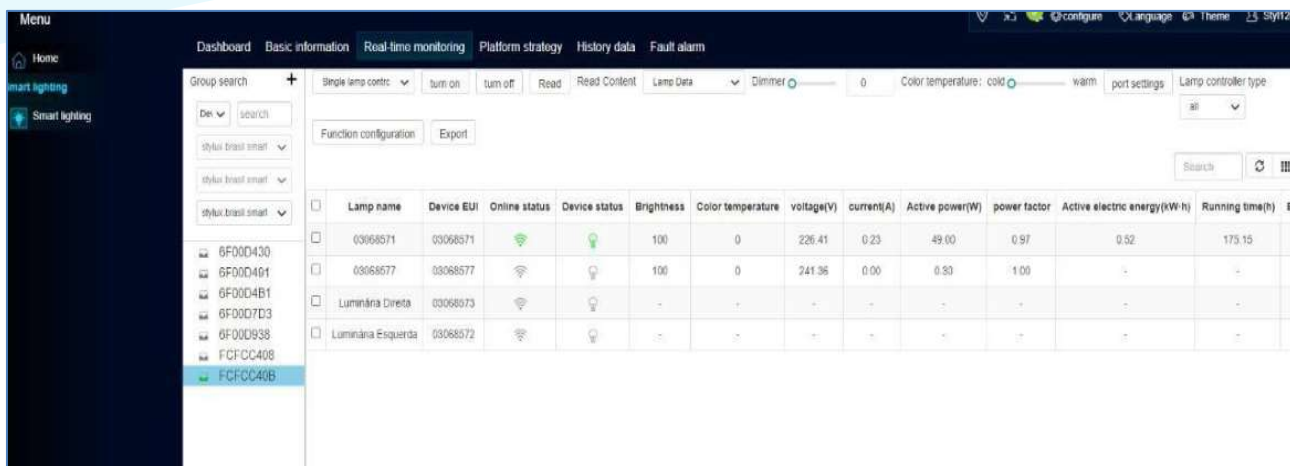 Menu
configure Language Theme Styl12
Dashboard Basic information Real-time monitoring Platform strategy History data Fault alarm
Home
mart lighting
Smart lighting
Group search +
Single lamp contrc turn on turn off Read Read Content Lamp Data Dimmer 0 Color temperature: cold warm port settings Lamp controller type
all
Dev search
Function configuration Export
stylux.brasil.smart
stylux.brasil.smart
stylux.brasil.smart
Search
Lamp name Device EUI Online status Device status Brightness Color temperature voltage(V) current(A) Active power(W) power factor Active electric energy(kW·h) Running time(h) E
03068571 03068571 100 0 226.41 0.23 49.00 0.97 0.52 175.15
03068577 03068577 100 0 241.36 0.00 0.30 1.00 - -
Luminária Direita 03068573 - - - - - - - -
Luminária Esquerda 03068572 - - - - - - - -
6F00D430
6F00D491
6F00D4B1
6F00D7D3
6F00D938
FCFCC408
FCFCC40B